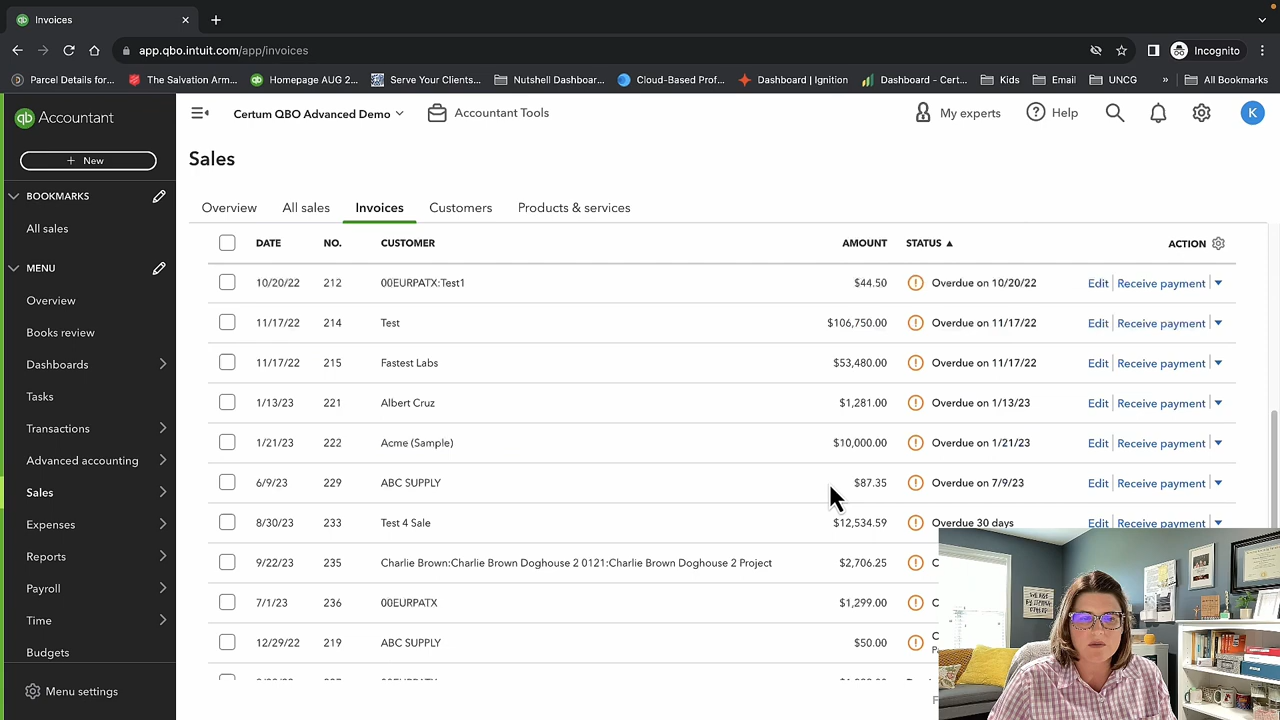 Invoices
app.qbo.intuit.com/app/invoices
Incognito
Parcel Details for...
The Salvation Arm...
Homepage AUG 2...
Serve Your Clients...
Nutshell Dashboar...
Cloud-Based Prof...
Dashboard | Ignition
Dashboard - Cert...
Kids
Email
UNCG
»
All Bookmarks
qb Accountant
Certum QBO Advanced Demo
Accountant Tools
My experts
Help
K
+ New
Sales
BOOKMARKS
All sales
MENU
Overview
Books review
Dashboards
Tasks
Transactions
Advanced accounting
Sales
Expenses
Reports
Payroll
Time
Budgets
Menu settings
Overview All sales Invoices Customers Products & services
DATE NO. CUSTOMER AMOUNT STATUS ACTION
10/20/22 212 00EURPATX:Test1 $44.50 Overdue on 10/20/22 Edit | Receive payment
11/17/22 214 Test $106,750.00 Overdue on 11/17/22 Edit | Receive payment
11/17/22 215 Fastest Labs $53,480.00 Overdue on 11/17/22 Edit | Receive payment
1/13/23 221 Albert Cruz $1,281.00 Overdue on 1/13/23 Edit | Receive payment
1/21/23 222 Acme (Sample) $10,000.00 Overdue on 1/21/23 Edit | Receive payment
6/9/23 229 ABC SUPPLY $87.35 Overdue on 7/9/23 Edit | Receive payment
8/30/23 233 Test 4 Sale $12,534.59 Overdue 30 days Edit | Receive payment
9/22/23 235 Charlie Brown:Charlie Brown Doghouse 2 0121:Charlie Brown Doghouse 2 Project $2,706.25
7/1/23 236 00EURPATX $1,299.00
12/29/22 219 ABC SUPPLY $50.00